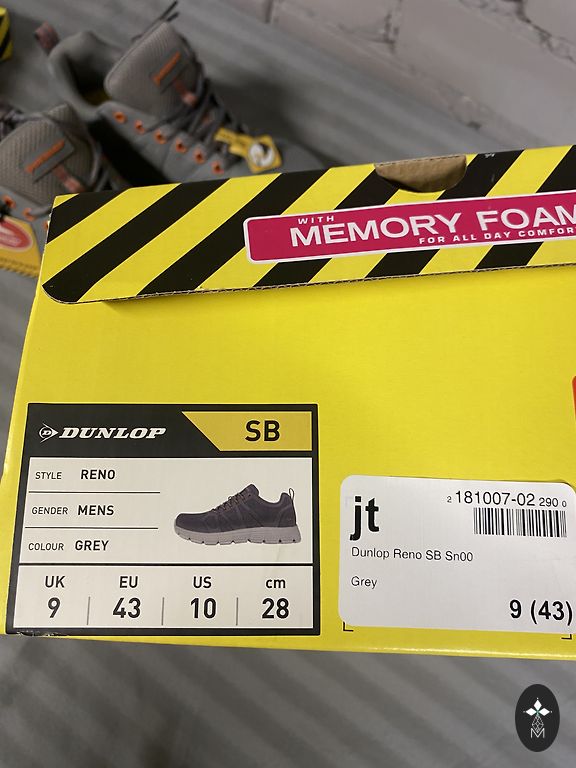 WITH
MEMORY FOAM
FOR ALL DAY COMFORT
DUNLOP SB
STYLE RENO
GENDER MENS
COLOUR GREY
UK EU US cm
9 43 10 28
jt
2 181007-02 290 0
Dunlop Reno SB Sn00
Grey
9 (43)
M